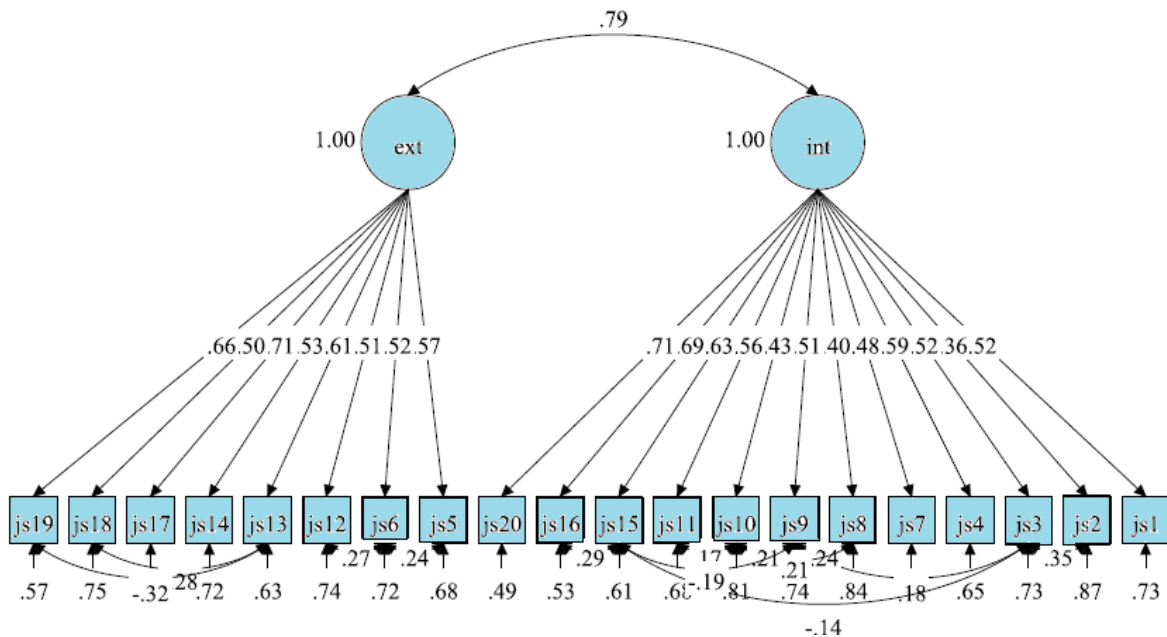 .79
1.00 ext 1.00 int
.66 .50 .71 .53 .61 .51 .52 .57 .71 .69 .63 .56 .43 .51 .40 .48 .59 .52 .36 .52
js19 js18 js17 js14 js13 js12 js6 js5 js20 js16 js15 js11 js10 js9 js8 js7 js4 js3 js2 js1
.27 .24 .29 .17 .21 .24 .35
.28 -.19 .21
.57 .75 -.32 .72 .63 .74 .72 .68 .49 .53 .61 .81 .74 .84 .18 .65 .73 .87 .73
-.14